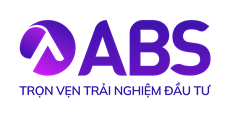 ABS
TRỌN VẸN TRẢI NGHIỆM ĐẦU TƯ